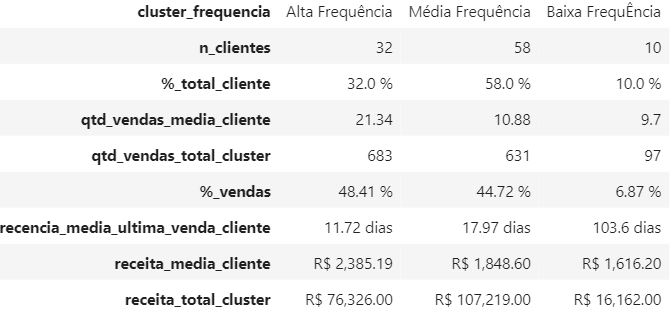 cluster_frequencia Alta Frequência Média Frequência Baixa FrequÊncia
n_clientes 32 58 10
%_total_cliente 32.0 % 58.0 % 10.0 %
qtd_vendas_media_cliente 21.34 10.88 9.7
qtd_vendas_total_cluster 683 631 97
%_vendas 48.41 % 44.72 % 6.87 %
recencia_media_ultima_venda_cliente 11.72 dias 17.97 dias 103.6 dias
receita_media_cliente R$ 2,385.19 R$ 1,848.60 R$ 1,616.20
receita_total_cluster R$ 76,326.00 R$ 107,219.00 R$ 16,162.00